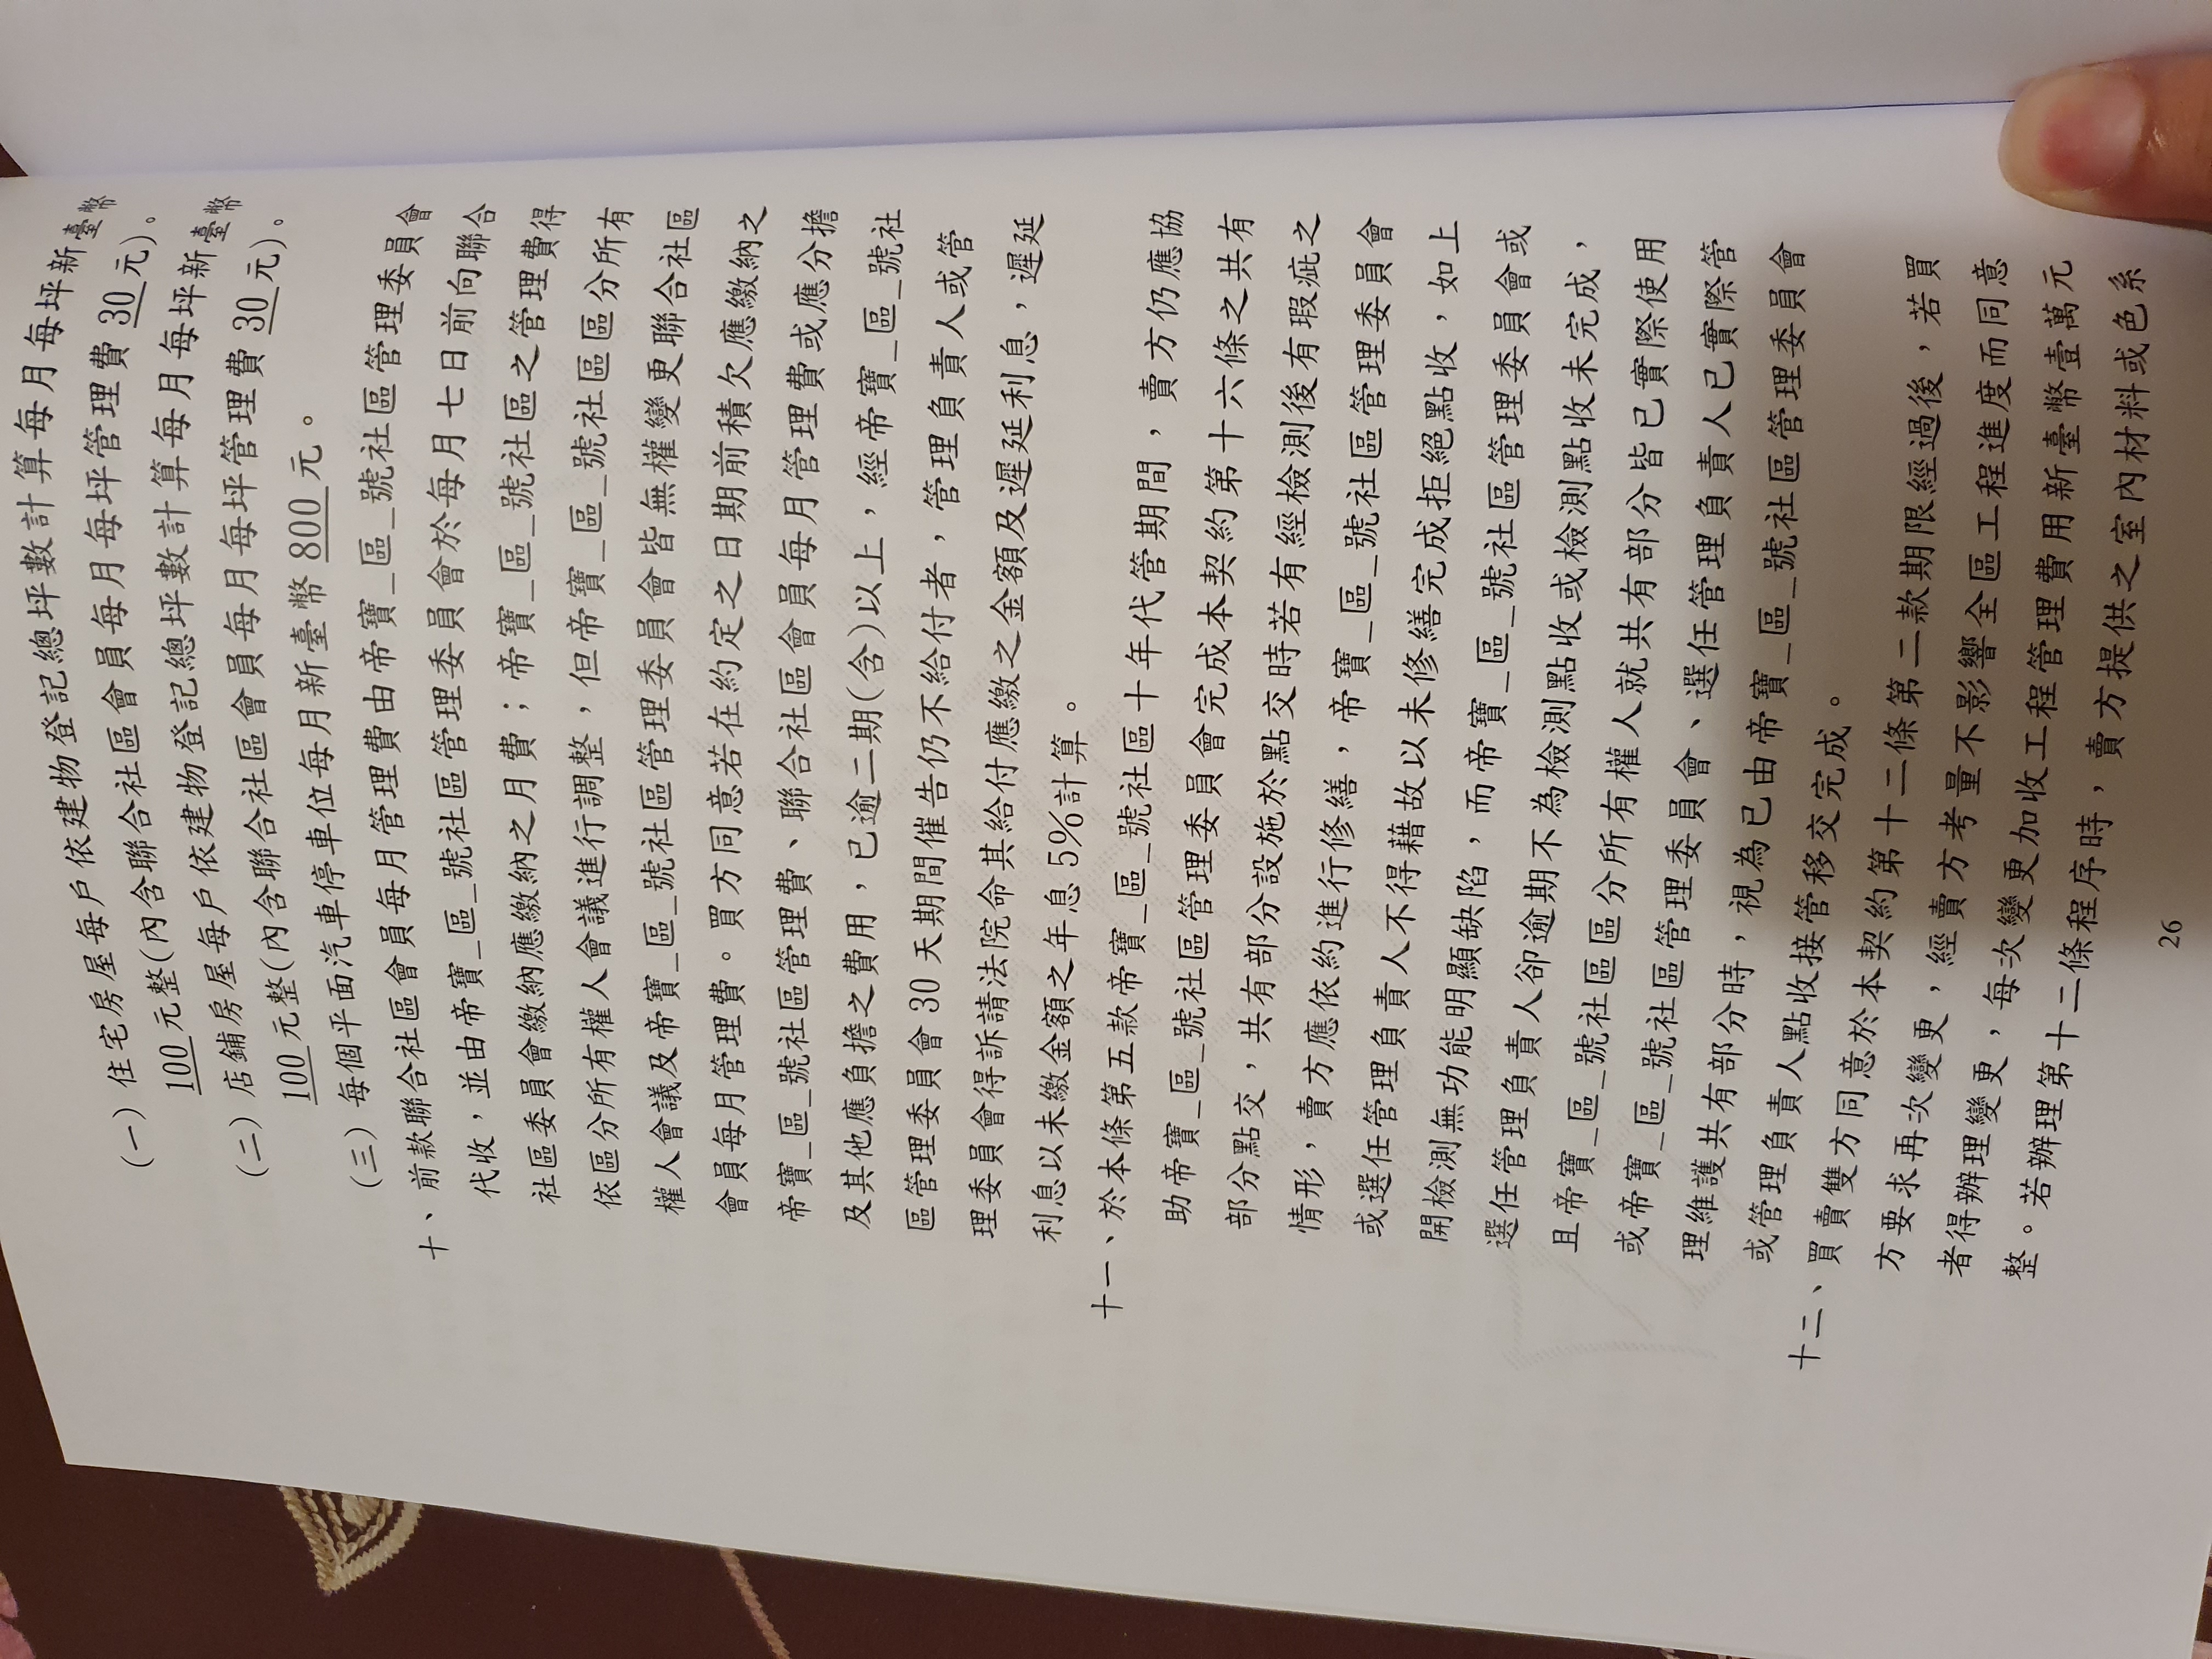 (一)住宅房屋每戶依建物登記總坪數計算每月每坪新臺幣
100元整(內含聯合社區會員每月每坪管理費30元)。
(二)店鋪房屋每戶依建物登記總坪數計算每月每坪新臺幣
100元整(內含聯合社區會員每月每坪管理費30元)。
(三)每個平面汽車停車位每月新臺幣800元。
十、前款聯合社區會員每月管理費由帝寶_區_號社區管理委員會
代收,並由帝寶_區_號社區管理委員會於每月七日前向聯合
社區委員會繳納應繳納之月費;帝寶_區_號社區之管理費得
依區分所有權人會議進行調整,但帝寶_區_號社區區分所有
權人會議及帝寶_區_號社區管理委員會皆無權變更聯合社區
會員每月管理費。買方同意若在約定之日期前積欠應繳納之
帝寶_區_號社區管理費、聯合社區會員每月管理費或應分擔
及其他應負擔之費用,已逾二期(含)以上,經帝寶_區_號社
區管理委員會30天期間催告仍不給付者,管理負責人或管
理委員會得訴請法院命其給付應繳之金額及遲延利息,遲延
利息以未繳金額之年息5%計算。
十一、於本條第五款帝寶_區_號社區十年代管期間,賣方仍應協
助帝寶_區_號社區管理委員會完成本契約第十六條之共有
部分點交,共有部分設施於點交時若有經檢測後有瑕疵之
情形,賣方應依約進行修繕,帝寶_區_號社區管理委員會
或選任管理負責人不得藉故以未修繕完成拒絕點收,如上
開檢測無功能明顯缺陷,而帝寶_區_號社區管理委員會或
選任管理負責人卻逾期不為檢測點收或檢測點收未完成,
且帝寶_區_號社區區分所有權人就共有部分皆已實際使用
或帝寶_區_號社區管理委員會、選任管理負責人已實際管
理維護共有部分時,視為已由帝寶_區_號社區管理委員會
或管理負責人點收接管移交完成。
十二、買賣雙方同意於本契約第十二條第二款期限經過後,若買
方要求再次變更,經賣方考量不影響全區工程進度而同意
者得辦理變更,每次變更加收工程管理費用新臺幣壹萬元
整。若辦理第十二條程序時,賣方提供之室內材料或色系
26